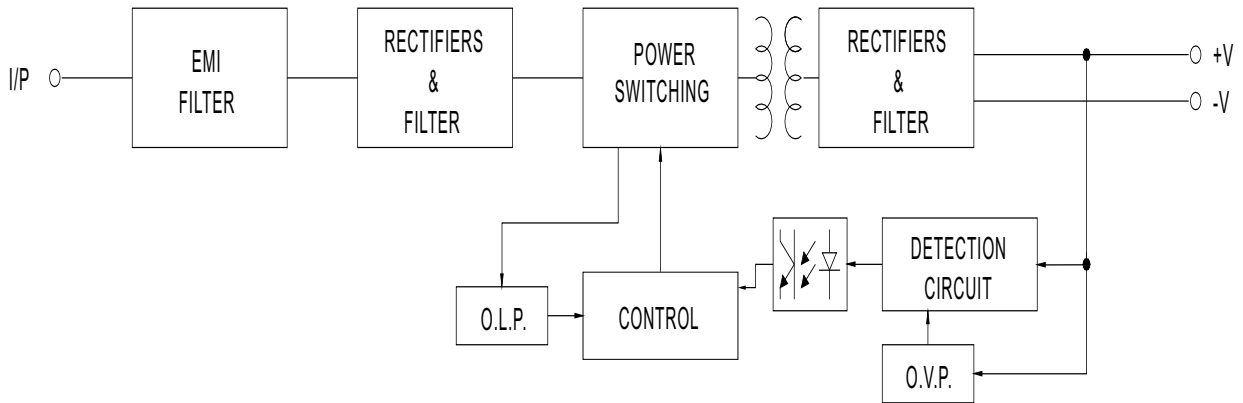 I/P
EMI
FILTER
RECTIFIERS
&
FILTER
POWER
SWITCHING
RECTIFIERS
&
FILTER
+V
-V
O.L.P.
CONTROL
DETECTION
CIRCUIT
O.V.P.